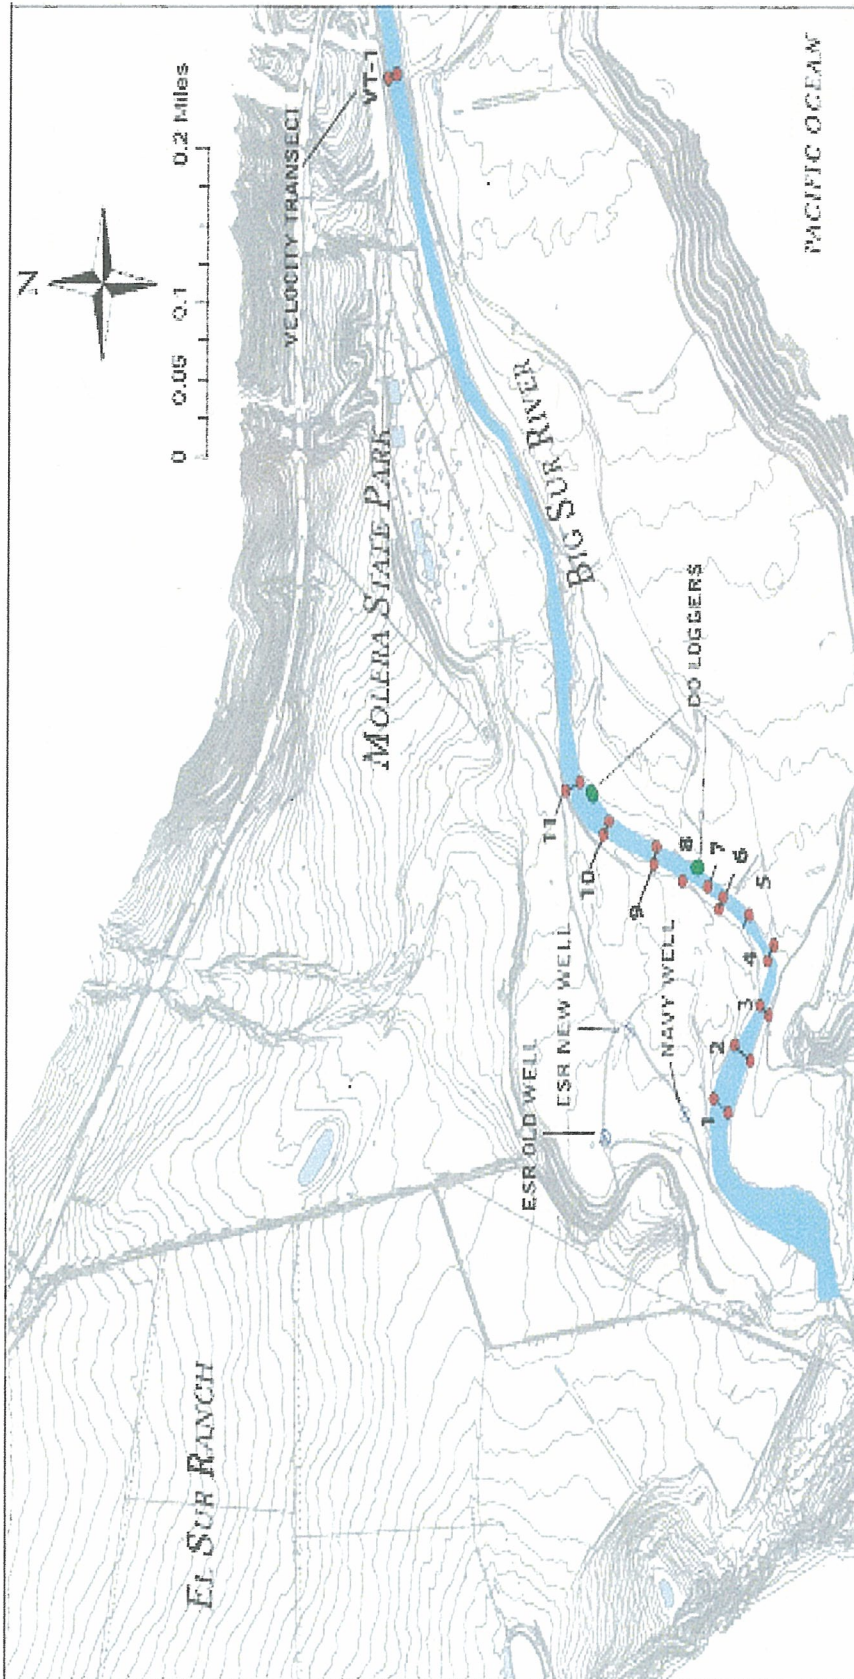 N
0 0.05 0.1 0.2 Miles
VELOCITY TRANSECT
VT-1
EL SUR RANCH
MOLERA STATE PARK
BIG SUR RIVER
ESR OLD WELL
ESR NEW WELL
NAVY WELL
DO LOGGERS
11
10
9
8
7
6
5
4
3
2
1
PACIFIC OCEAN